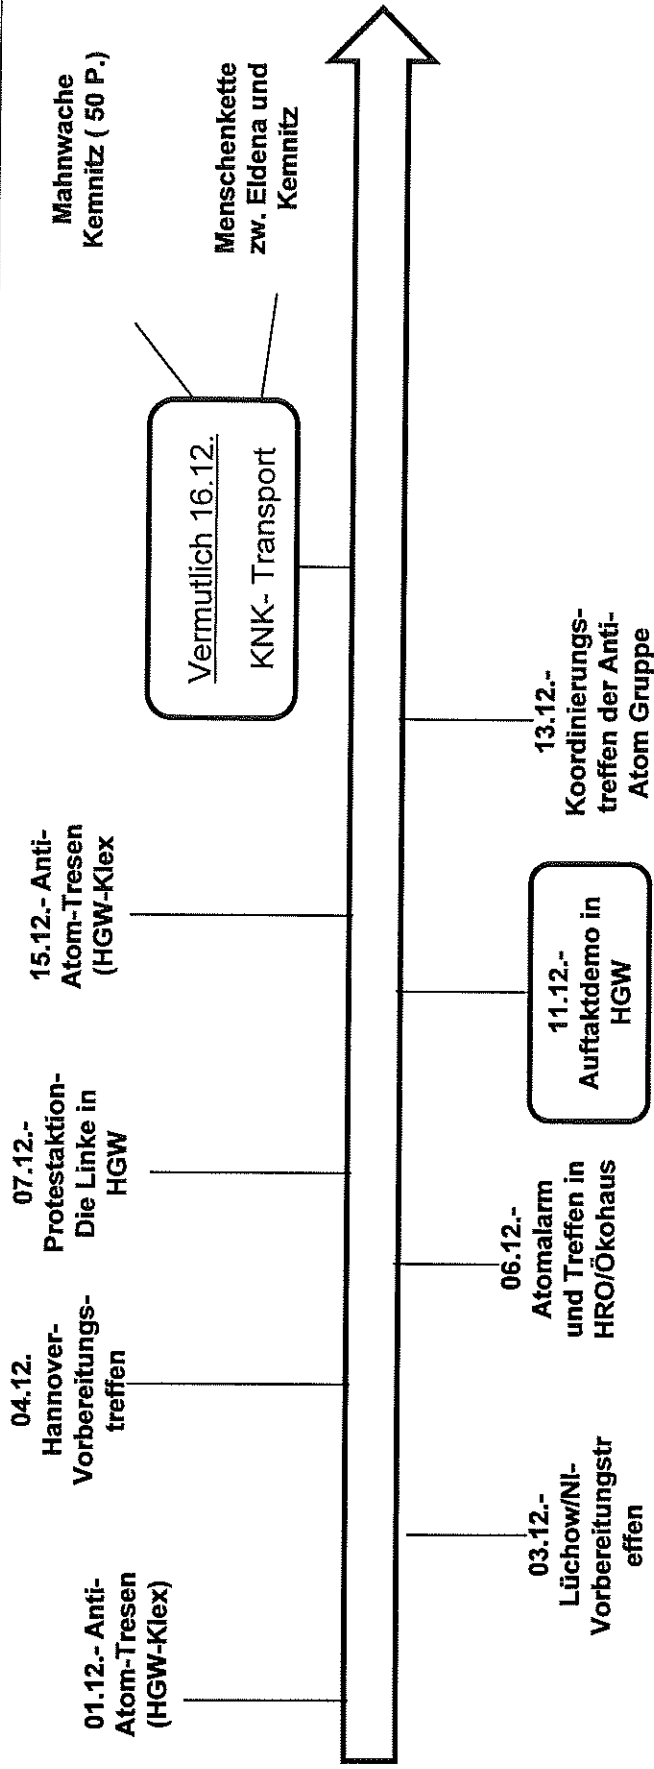 01.12.- Anti-
Atom-Tresen
(HGW-Klex)
04.12.
Hannover-
Vorbereitungs-
treffen
07.12.-
Protestaktion-
Die Linke in
HGW
15.12.- Anti-
Atom-Tresen
(HGW-Klex
Vermutlich 16.12.
KNK- Transport
Mahnwache
Kemnitz ( 50 P.)
Menschenkette
zw. Eldena und
Kemnitz
03.12.-
Lüchow/NI-
Vorbereitungstr
effen
06.12.-
Atomalarm
und Treffen in
HRO/Ökohaus
11.12.-
Auftaktdemo in
HGW
13.12.-
Koordinierungs-
treffen der Anti-
Atom Gruppe